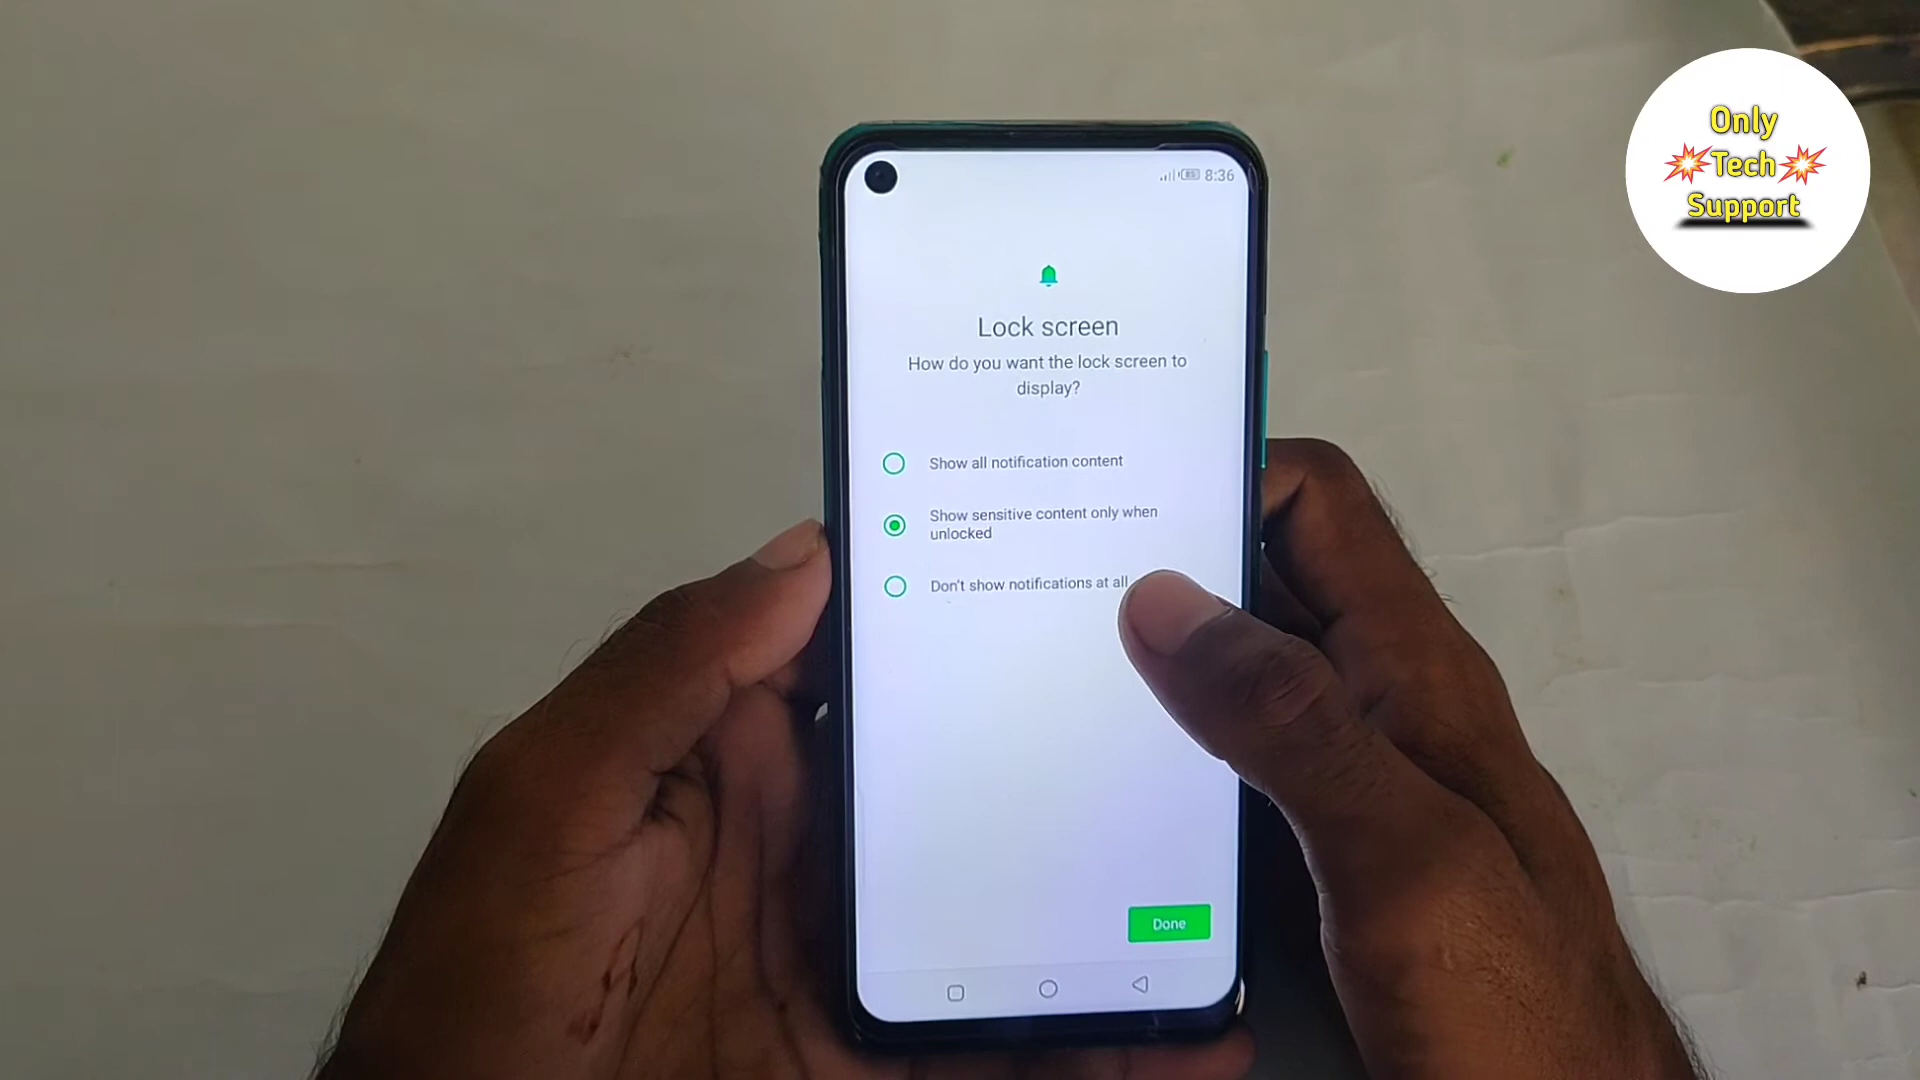 Only
Tech
Support
85 8:36
Lock screen
How do you want the lock screen to
display?
Show all notification content
Show sensitive content only when
unlocked
Don't show notifications at all
Done